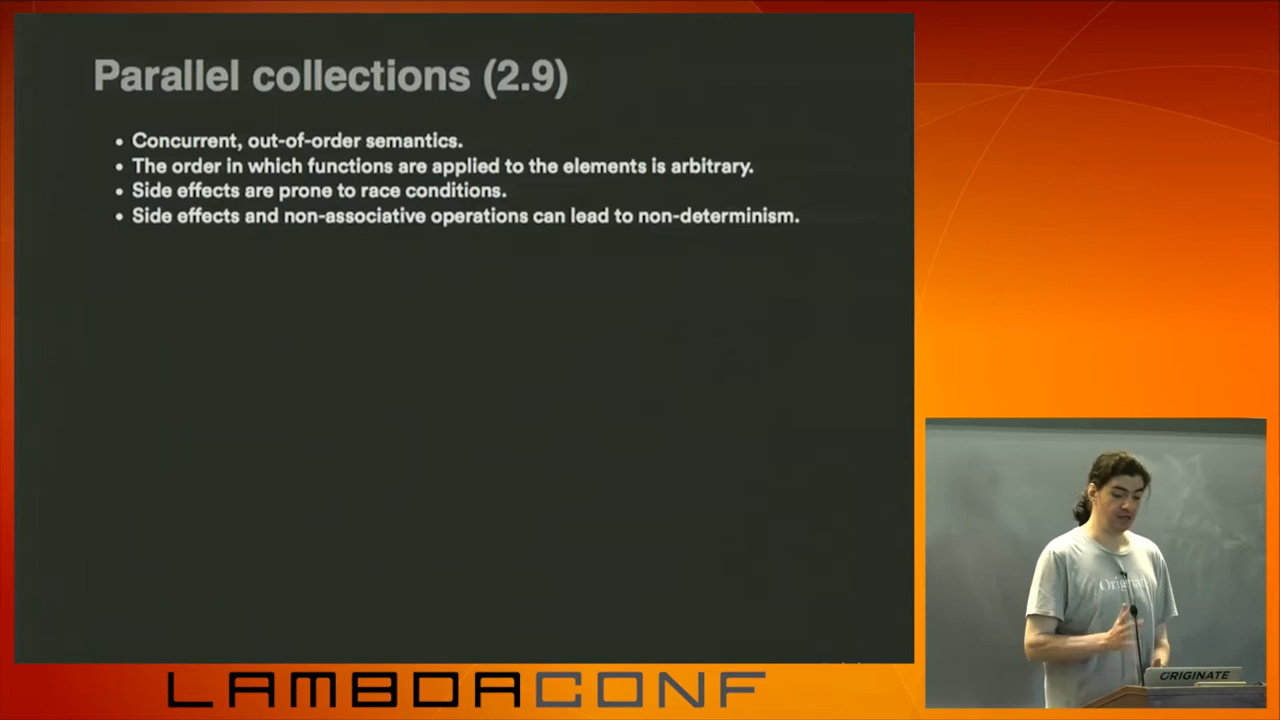 Parallel collections (2.9)
• Concurrent, out-of-order semantics.
• The order in which functions are applied to the elements is arbitrary.
• Side effects are prone to race conditions.
• Side effects and non-associative operations can lead to non-determinism.
ORIGINATE
LAMBDACONF